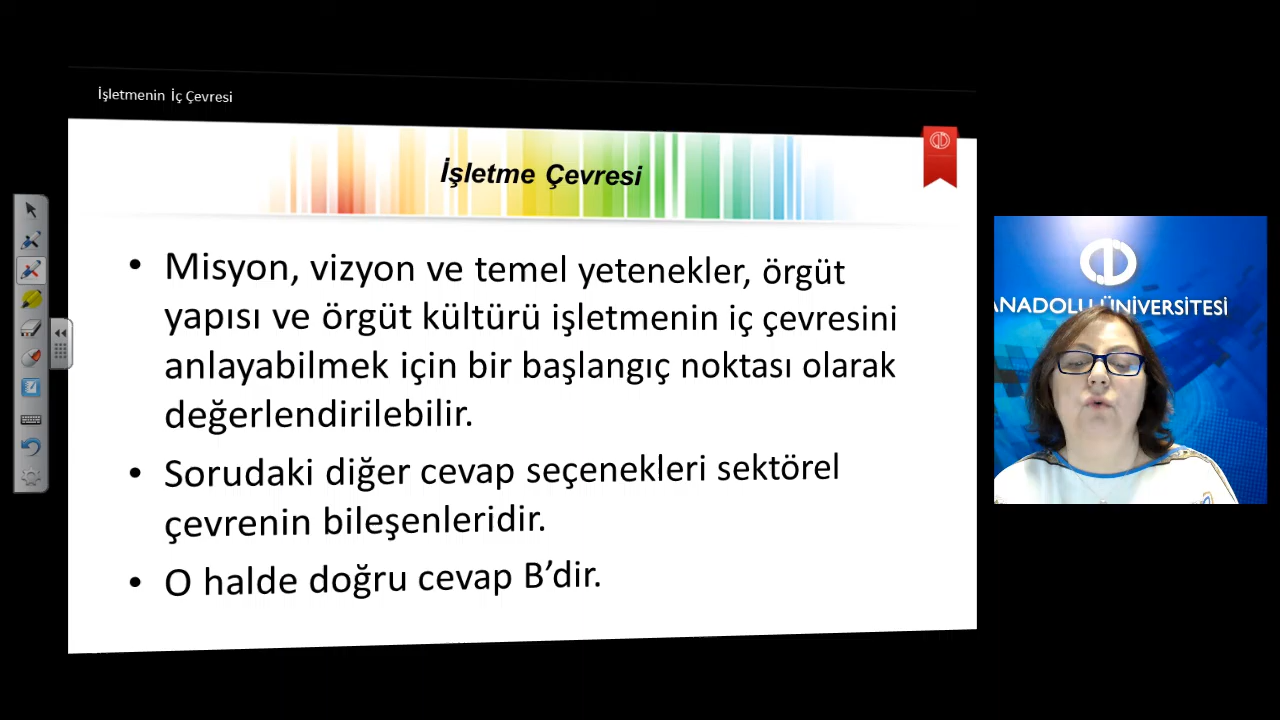 İşletmenin İç Çevresi
İşletme Çevresi
• Misyon, vizyon ve temel yetenekler, örgüt
yapısı ve örgüt kültürü işletmenin iç çevresini
anlayabilmek için bir başlangıç noktası olarak
değerlendirilebilir.
• Sorudaki diğer cevap seçenekleri sektörel
çevrenin bileşenleridir.
• O halde doğru cevap B’dir.
ANADOLU ÜNİVERSİTESİ